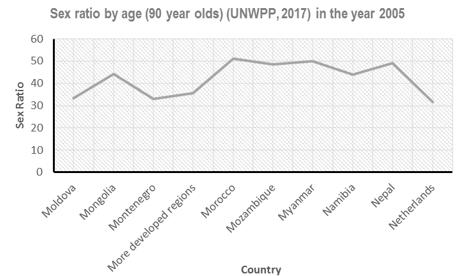 Sex ratio by age (90 year olds) (UNWPP, 2017) in the year 2005
60
50
40
30
20
10
0
Sex Ratio
Moldova
Mongolia
Montenegro
More developed regions
Morocco
Mozambique
Myanmar
Namibia
Nepal
Netherlands
Country